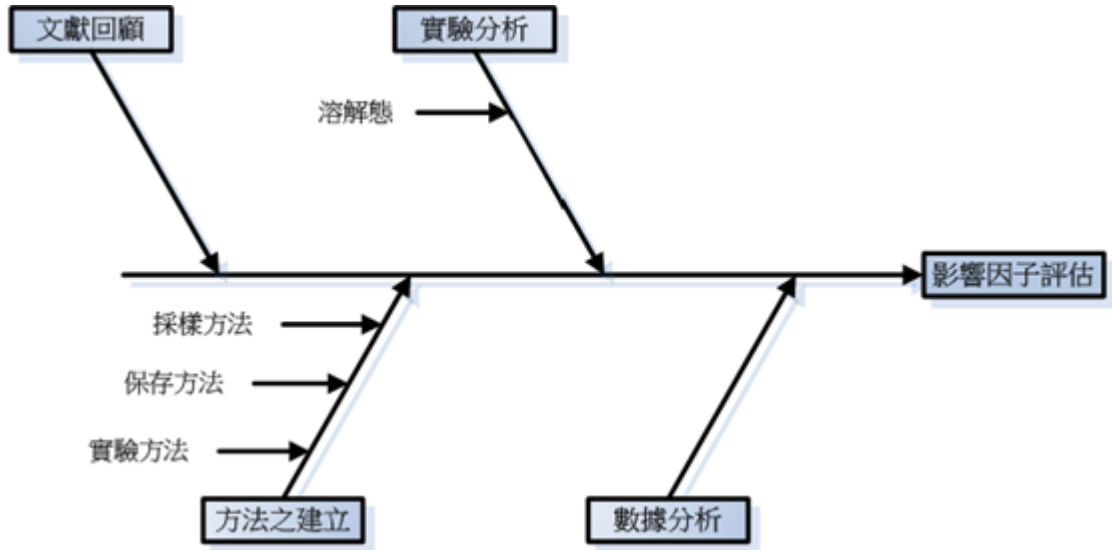 文獻回顧
實驗分析
溶解態
影響因子評估
採樣方法
保存方法
實驗方法
方法之建立
數據分析